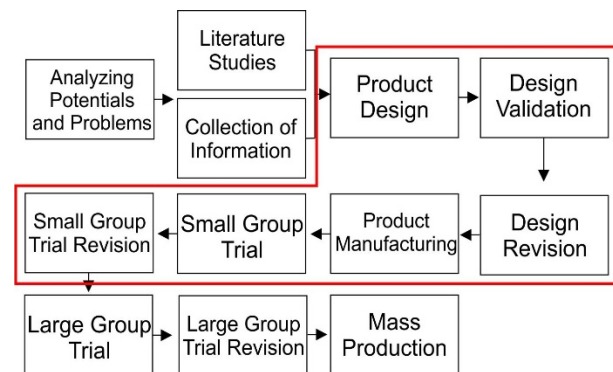 Analyzing
Potentials
and Problems
Literature
Studies
Collection of
Information
Product
Design
Design
Validation
Design
Revision
Product
Manufacturing
Small Group
Trial
Small Group
Trial Revision
Large Group
Trial
Large Group
Trial Revision
Mass
Production